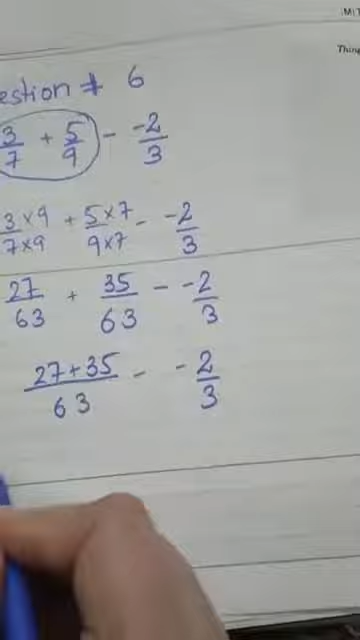 estion # 6
3/7 + 5/9 - -2/3
3×9/7×9 + 5×7/9×7 - -2/3
27/63 + 35/63 - -2/3
27+35/63 - -2/3